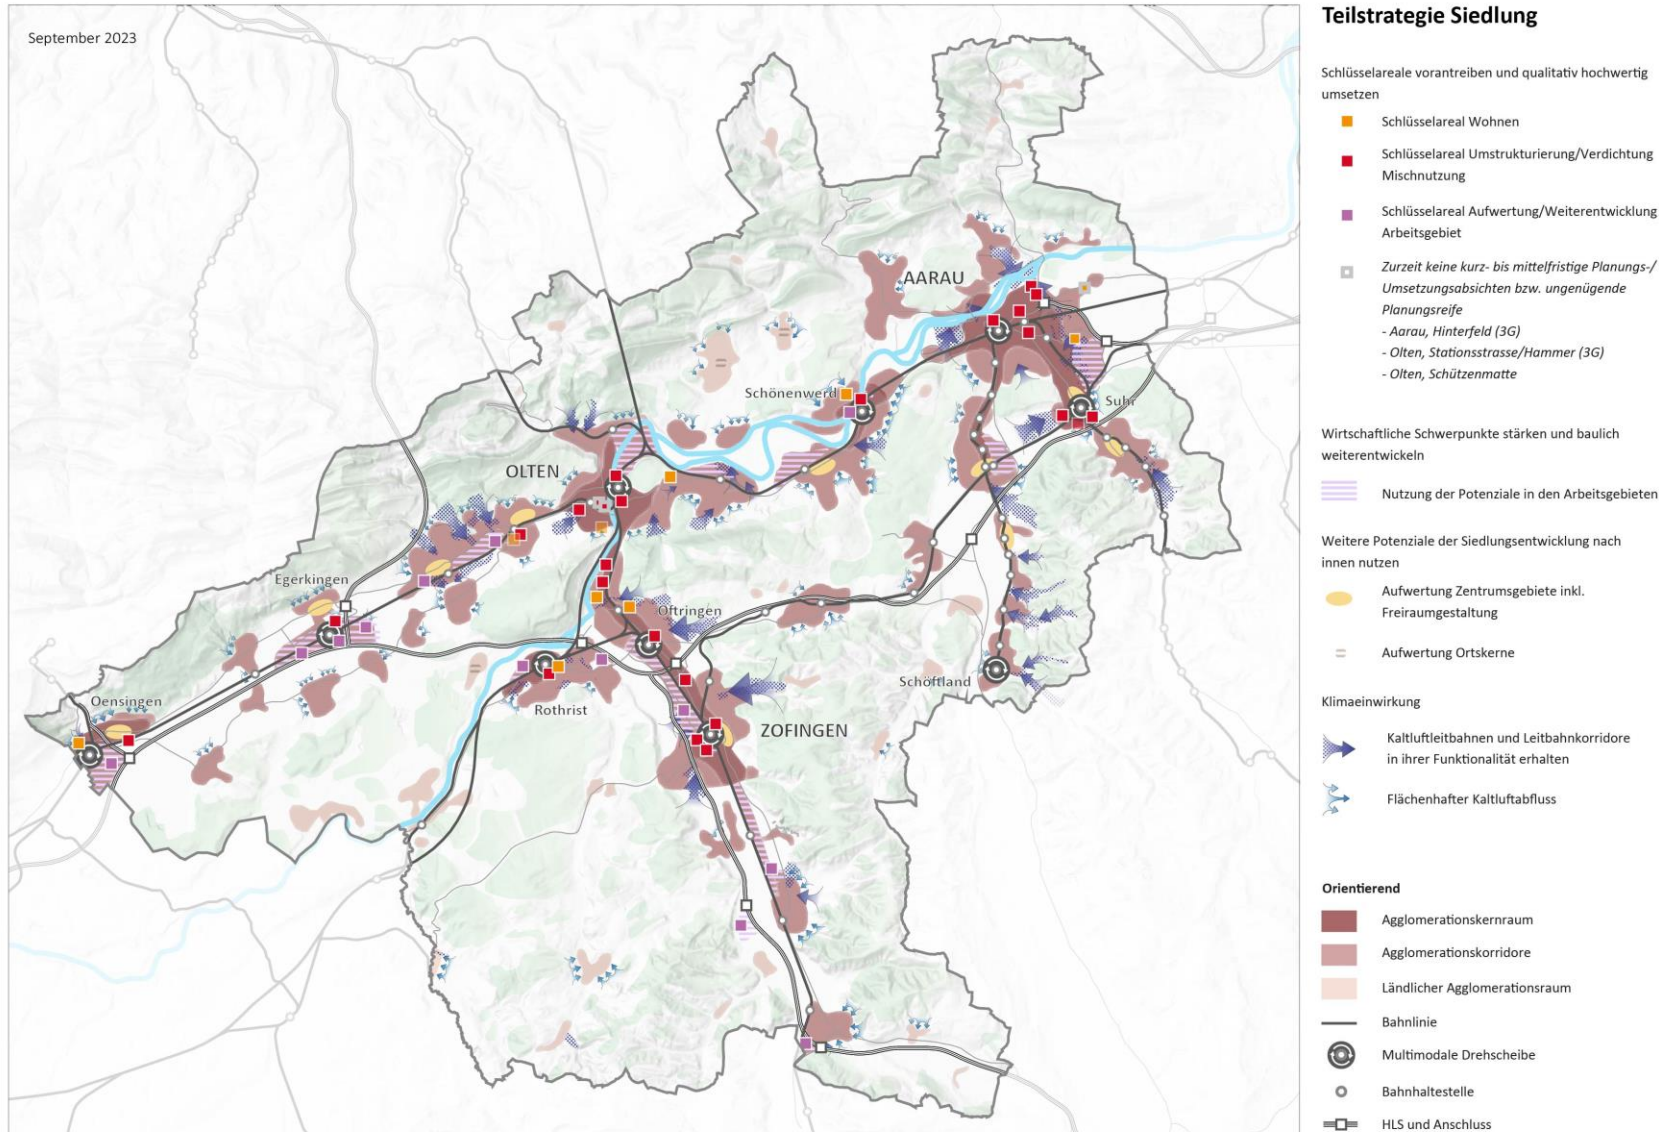 September 2023
AARAU
Schönenwerd
Suhr
OLTEN
Egerkingen
Oftringen
Schöftland
Oensingen
Rothrist
ZOFINGEN
Teilstrategie Siedlung
Schlüsselareale vorantreiben und qualitativ hochwertig
umsetzen
Schlüsselareal Wohnen
Schlüsselareal Umstrukturierung/Verdichtung
Mischnutzung
Schlüsselareal Aufwertung/Weiterentwicklung
Arbeitsgebiet
Zurzeit keine kurz- bis mittelfristige Planungs-/
Umsetzungsabsichten bzw. ungenügende
Planungsreife
- Aarau, Hinterfeld (3G)
- Olten, Stationsstrasse/Hammer (3G)
- Olten, Schützenmatte
Wirtschaftliche Schwerpunkte stärken und baulich
weiterentwickeln
Nutzung der Potenziale in den Arbeitsgebieten
Weitere Potenziale der Siedlungsentwicklung nach
innen nutzen
Aufwertung Zentrumsgebiete inkl.
Freiraumgestaltung
Aufwertung Ortskerne
Klimaeinwirkung
Kaltluftleitbahnen und Leitbahnkorridore
in ihrer Funktionalität erhalten
Flächenhafter Kaltluftabfluss
Orientierend
Agglomerationskernraum
Agglomerationskorridore
Ländlicher Agglomerationsraum
Bahnlinie
Multimodale Drehscheibe
Bahnhaltestelle
HLS und Anschluss